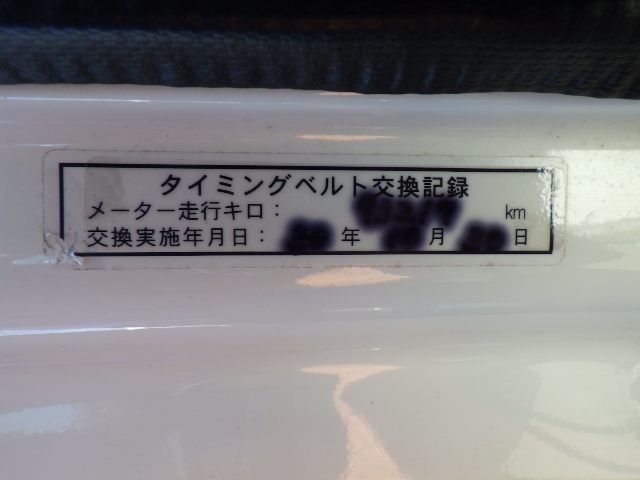 タイミングベルト交換記録
メーター走行キロ： km
交換実施年月日： 年 月 日